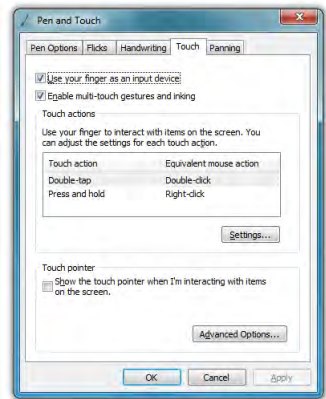 Pen and Touch
Pen Options Flicks Handwriting Touch Panning
Use your finger as an input device
Enable multi-touch gestures and inking
Touch actions
Use your finger to interact with items on the screen. You
can adjust the settings for each touch action.
Touch action Equivalent mouse action
Double-tap Double-click
Press and hold Right-click
Settings...
Touch pointer
Show the touch pointer when I'm interacting with items
on the screen.
Advanced Options...
OK Cancel Apply